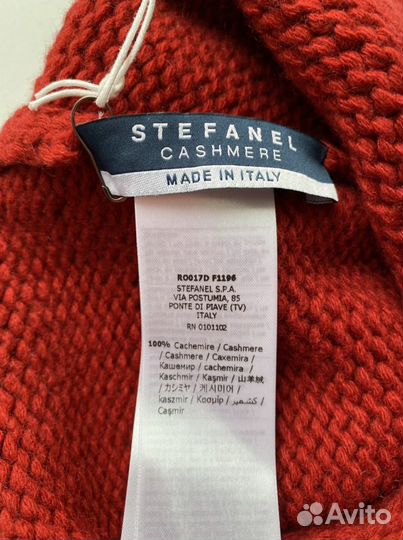 STEFANEL
CASHMERE
MADE IN ITALY
RO017D F1196
STEFANEL S.P.A.
VIA POSTUMIA, 85
PONTE DI PIAVE (TV)
ITALY
RN 0101102
100% Cachemire / Cashmere
/ Cashmere / Caxemira /
Кашемир / cachemira /
Kaschmir / Kaşmir / 山羊绒
/ カシミヤ / 케시미어 /
kaszmir / Κασμίρ / كشمير /
Caşmir
Avito